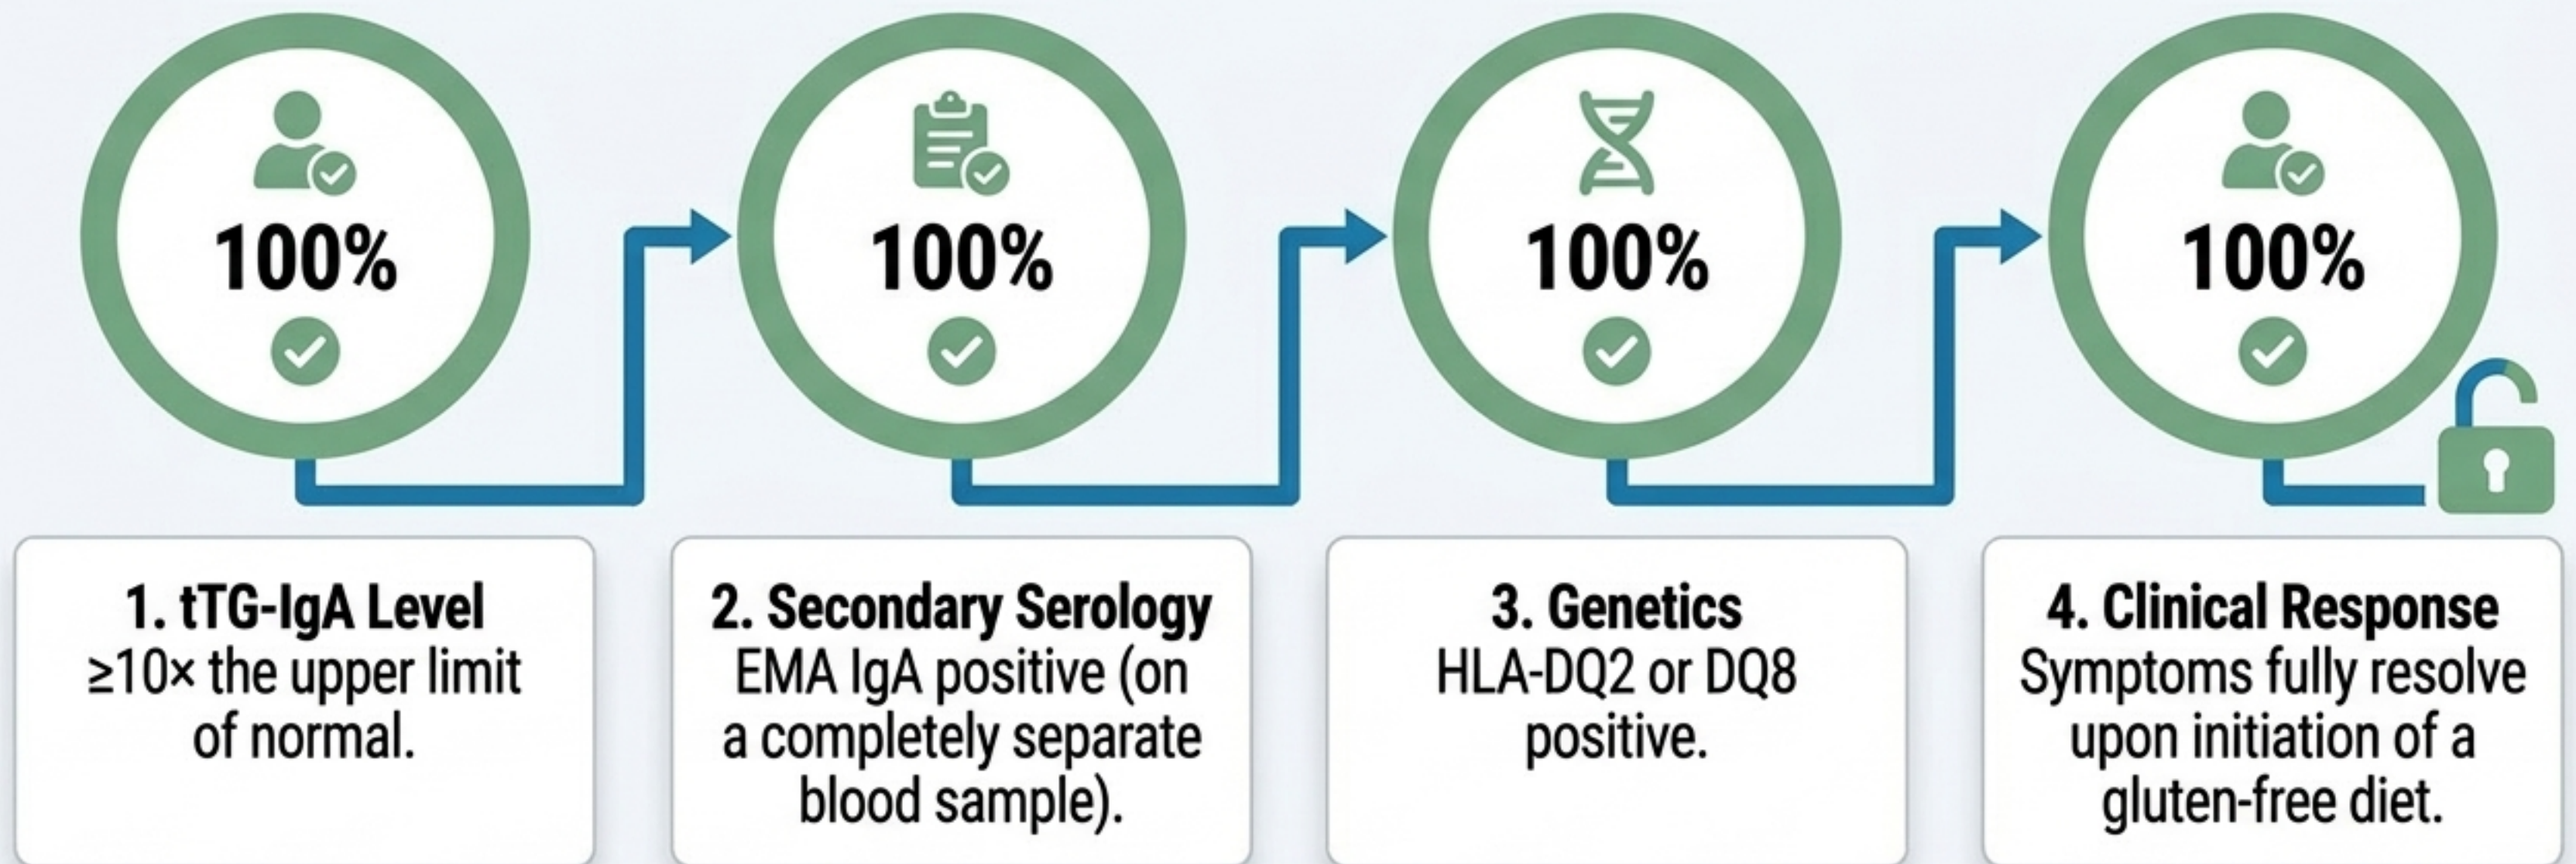 100%
100%
100%
100%
1. tTG-IgA Level
≥10× the upper limit
of normal.
2. Secondary Serology
EMA IgA positive (on
a completely separate
blood sample).
3. Genetics
HLA-DQ2 or DQ8
positive.
4. Clinical Response
Symptoms fully resolve
upon initiation of a
gluten-free diet.